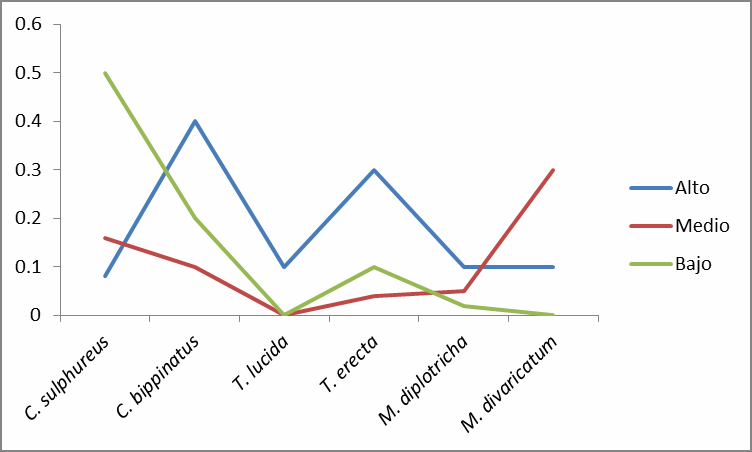 0.6
0.5
0.4
0.3
0.2
0.1
0
C. sulphureus
C. bippinatus
T. lucida
T. erecta
M. diplotricha
M. divaricatum
Alto
Medio
Bajo